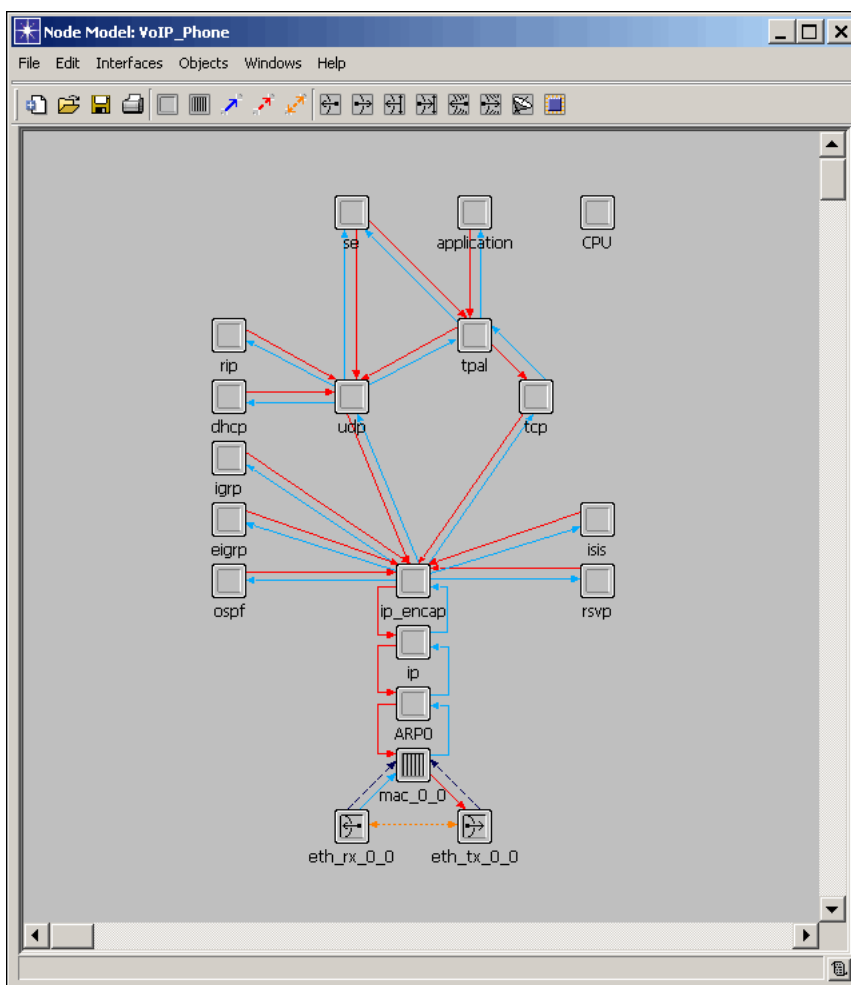 Node Model: VoIP_Phone
File Edit Interfaces Objects Windows Help
se application CPU
rip tpal
dhcp udp tcp
igrp
eigrp isis
ospf ip_encap rsvp
ip
ARP0
mac_0_0
eth_rx_0_0 eth_tx_0_0